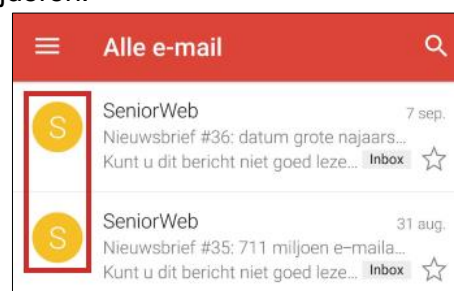 Alle e-mail
S
SeniorWeb 7 sep.
Nieuwsbrief #36: datum grote najaars...
Kunt u dit bericht niet goed leze... Inbox
S
SeniorWeb 31 aug.
Nieuwsbrief #35: 711 miljoen e-maila...
Kunt u dit bericht niet goed leze... Inbox